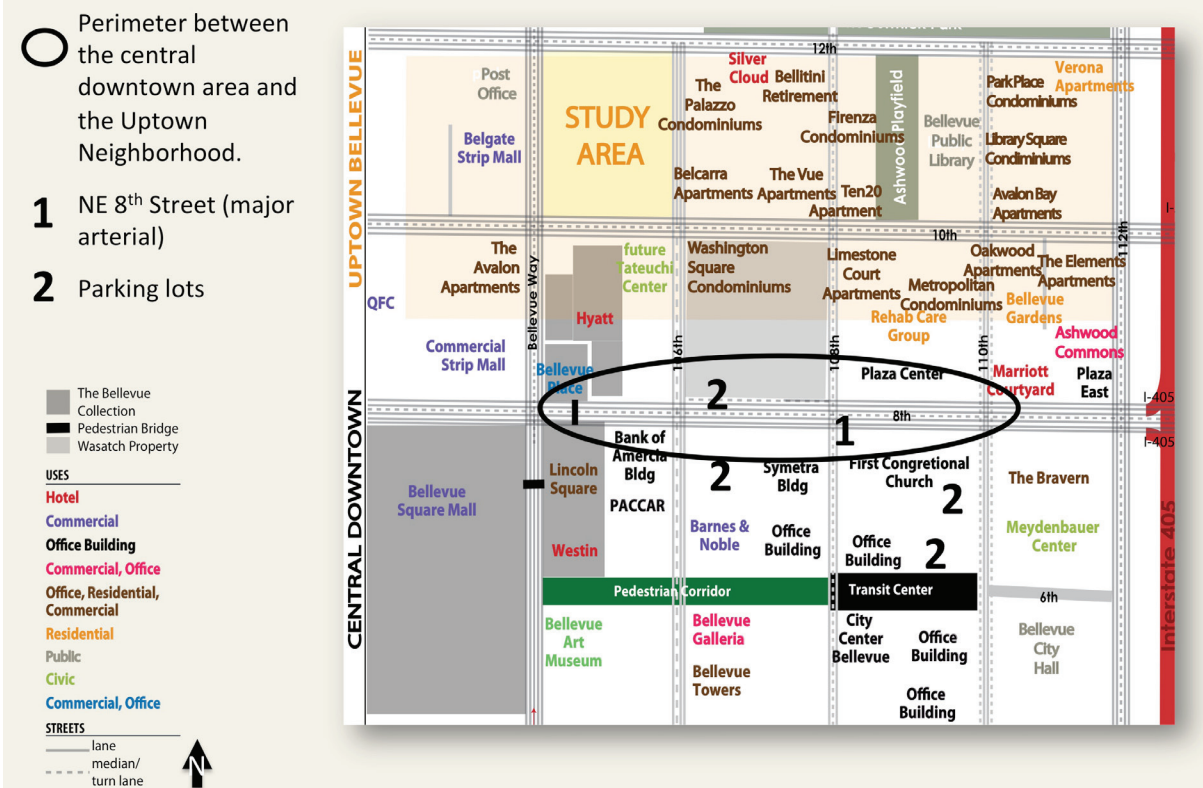 Perimeter between
the central
downtown area and
the Uptown
Neighborhood.
1 NE 8th Street (major
arterial)
2 Parking lots
The Bellevue
Collection
Pedestrian Bridge
Wasatch Property
USES
Hotel
Commercial
Office Building
Commercial, Office
Office, Residential,
Commercial
Residential
Public
Civic
Commercial, Office
STREETS
lane
median/
turn lane
N
UPTOWN BELLEVUE
CENTRAL DOWNTOWN
12th
Post
Office
Belgate
Strip Mall
STUDY
AREA
Silver
Cloud
The
Palazzo
Condominiums
Bellitini
Retirement
Firenza
Condominiums
Ashwood Playfield
Bellevue
Public
Library
Park Place
Condominiums
Verona
Apartments
Library Square
Condiminiums
Belcarra
Apartments
The Vue
Apartments
Ten20
Apartment
Avalon Bay
Apartments
I-
10th
112th
The
Avalon
Apartments
Bellevue Way
future
Tateuchi
Center
Washington
Square
Condominiums
Limestone
Court
Apartments
Oakwood
Apartments
The Elements
Apartments
Metropolitan
Condominiums
Bellevue
Gardens
QFC
Hyatt
Rehab Care
Group
Ashwood
Commons
Commercial
Strip Mall
Bellevue
Place
106th
108th
110th
Plaza Center
Marriott
Courtyard
Plaza
East
2
8th
1
I-405
I-405
Bank of
Amercia
Bldg
Lincoln
Square
PACCAR
2
Symetra
Bldg
First Congretional
Church
2
The Bravern
Bellevue
Square Mall
Barnes &
Noble
Office
Building
Office
Building
2
Meydenbauer
Center
Westin
Interstate 405
Pedestrian Corridor
Transit Center
6th
Bellevue
Art
Museum
Bellevue
Galleria
City
Center
Bellevue
Office
Building
Bellevue
City
Hall
Bellevue
Towers
Office
Building